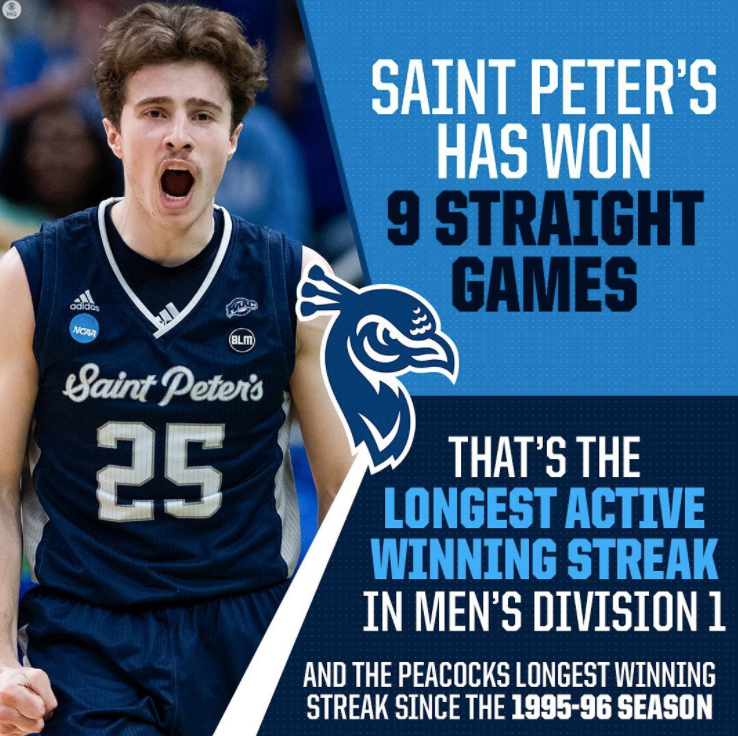 HQ
SAINT PETER'S
HAS WON
9 STRAIGHT
GAMES
adidas
NCAA
MAAC
BLM
Saint Peter's
25
THAT'S THE
LONGEST ACTIVE
WINNING STREAK
IN MEN'S DIVISION 1
AND THE PEACOCKS LONGEST WINNING
STREAK SINCE THE 1995-96 SEASON